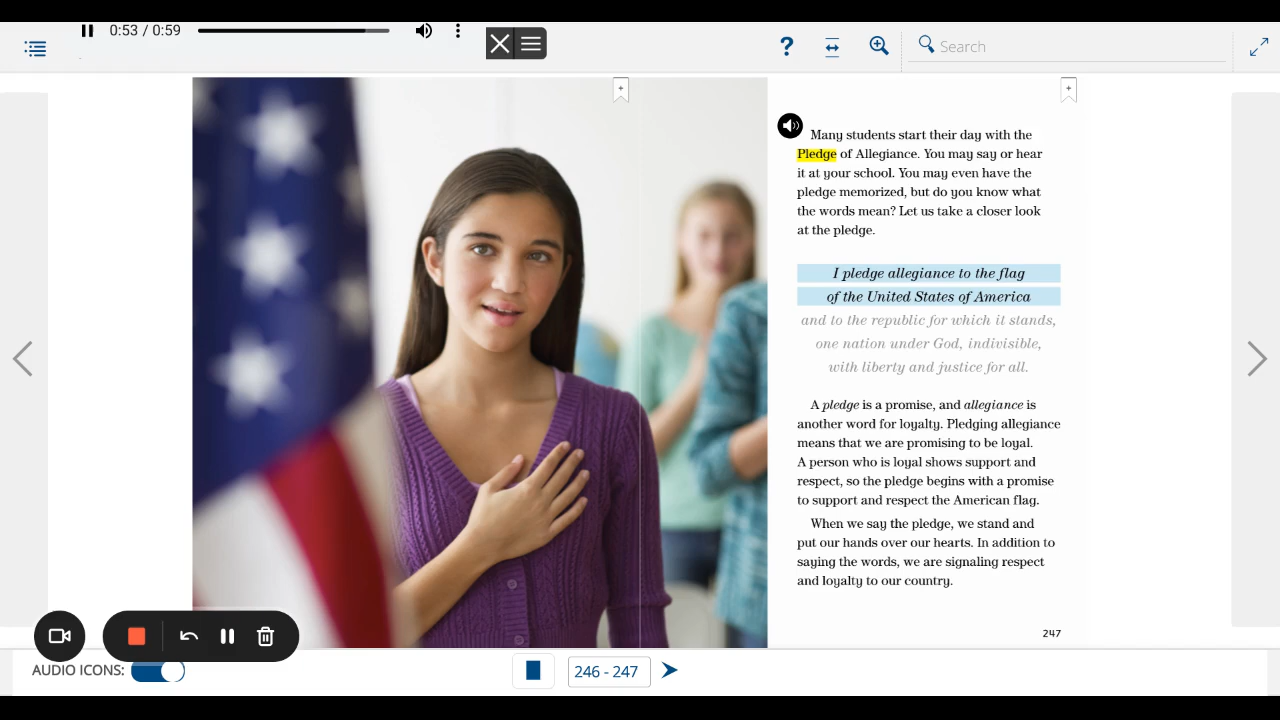 0:53 / 0:59
Search
Many students start their day with the
Pledge of Allegiance. You may say or hear
it at your school. You may even have the
pledge memorized, but do you know what
the words mean? Let us take a closer look
at the pledge.
I pledge allegiance to the flag
of the United States of America
and to the republic for which it stands,
one nation under God, indivisible,
with liberty and justice for all.
A pledge is a promise, and allegiance is
another word for loyalty. Pledging allegiance
means that we are promising to be loyal.
A person who is loyal shows support and
respect, so the pledge begins with a promise
to support and respect the American flag.
When we say the pledge, we stand and
put our hands over our hearts. In addition to
saying the words, we are signaling respect
and loyalty to our country.
247
AUDIO ICONS:
246 - 247